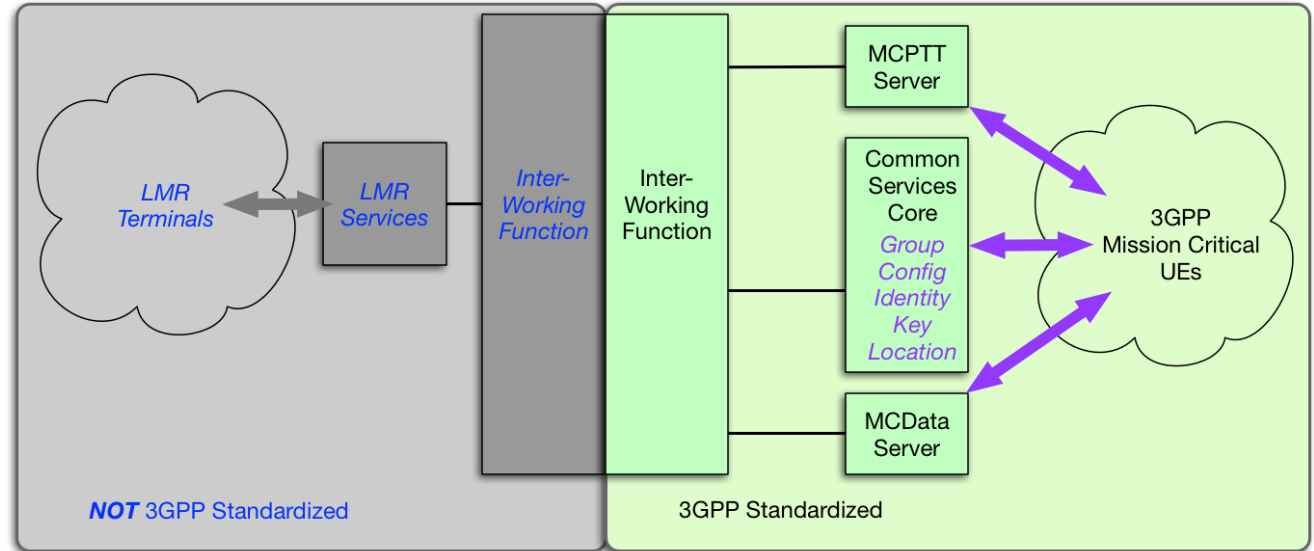 LMR
Terminals
LMR
Services
Inter-
Working
Function
Inter-
Working
Function
MCPTT
Server
Common
Services
Core
Group
Config
Identity
Key
Location
MCData
Server
3GPP
Mission Critical
UEs
NOT 3GPP Standardized
3GPP Standardized